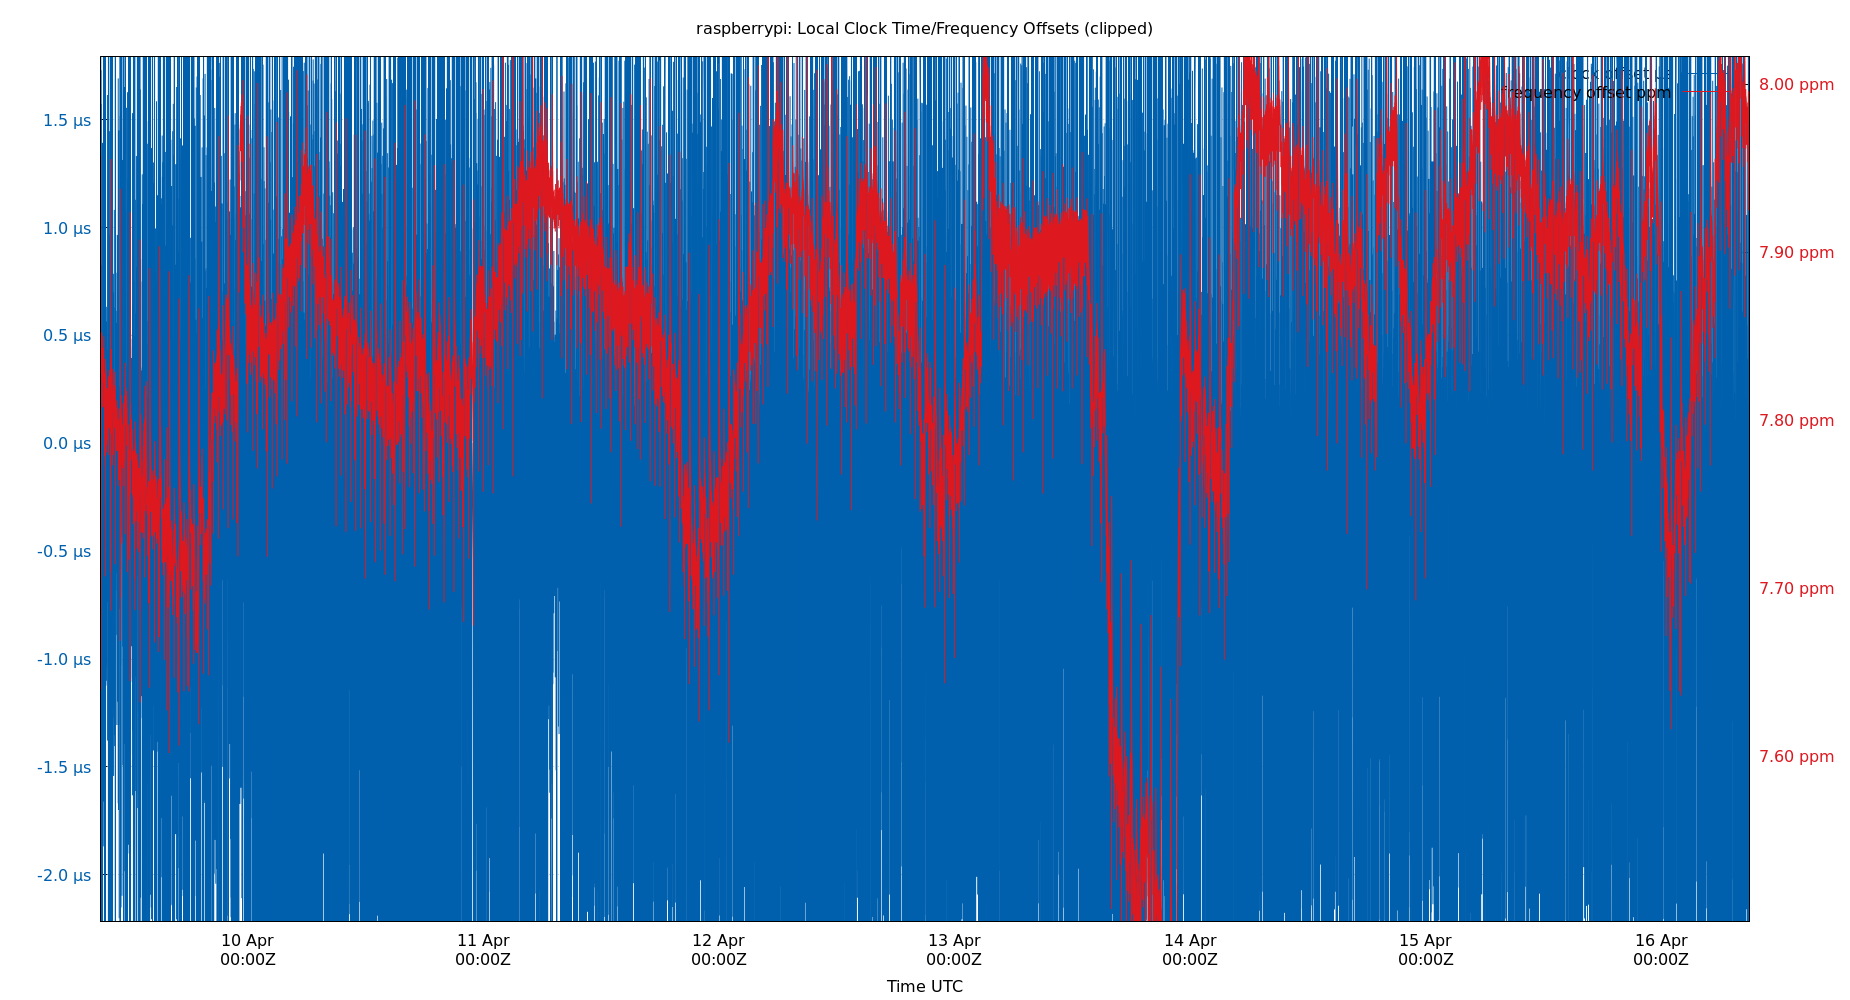 raspberrypi: Local Clock Time/Frequency Offsets (clipped)
clock offset µs
frequency offset ppm
1.5 µs
1.0 µs
0.5 µs
0.0 µs
-0.5 µs
-1.0 µs
-1.5 µs
-2.0 µs
8.00 ppm
7.90 ppm
7.80 ppm
7.70 ppm
7.60 ppm
10 Apr
00:00Z
11 Apr
00:00Z
12 Apr
00:00Z
13 Apr
00:00Z
14 Apr
00:00Z
15 Apr
00:00Z
16 Apr
00:00Z
Time UTC